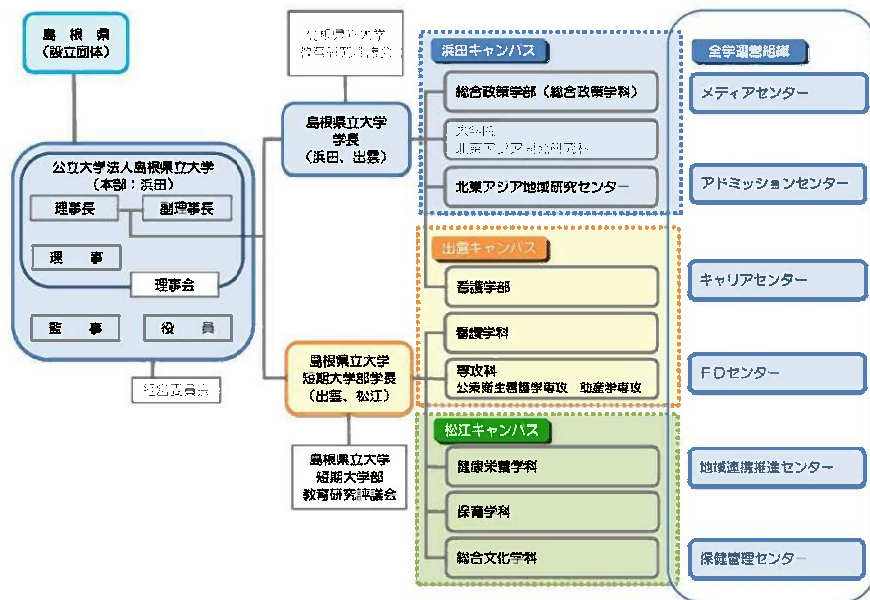 島　根　県
(設立団体)
公立大学法人島根県立大学
(本部：浜田)
理事長
副理事長
理　事
理事会
監　事
役　員
島根県立大学
学長
(浜田、出雲)
島根県立大学
短期大学部学長
(出雲、松江)
島根県立大学
短期大学部
教育研究評議会
浜田キャンパス
総合政策学部（総合政策学科）
北東アジア地域研究センター
出雲キャンパス
看護学部
看護学科
専攻科
公衆衛生看護学専攻　助産学専攻
松江キャンパス
健康栄養学科
保育学科
総合文化学科
全学運営組織
メディアセンター
アドミッションセンター
キャリアセンター
ＦＤセンター
地域連携推進センター
保健管理センター